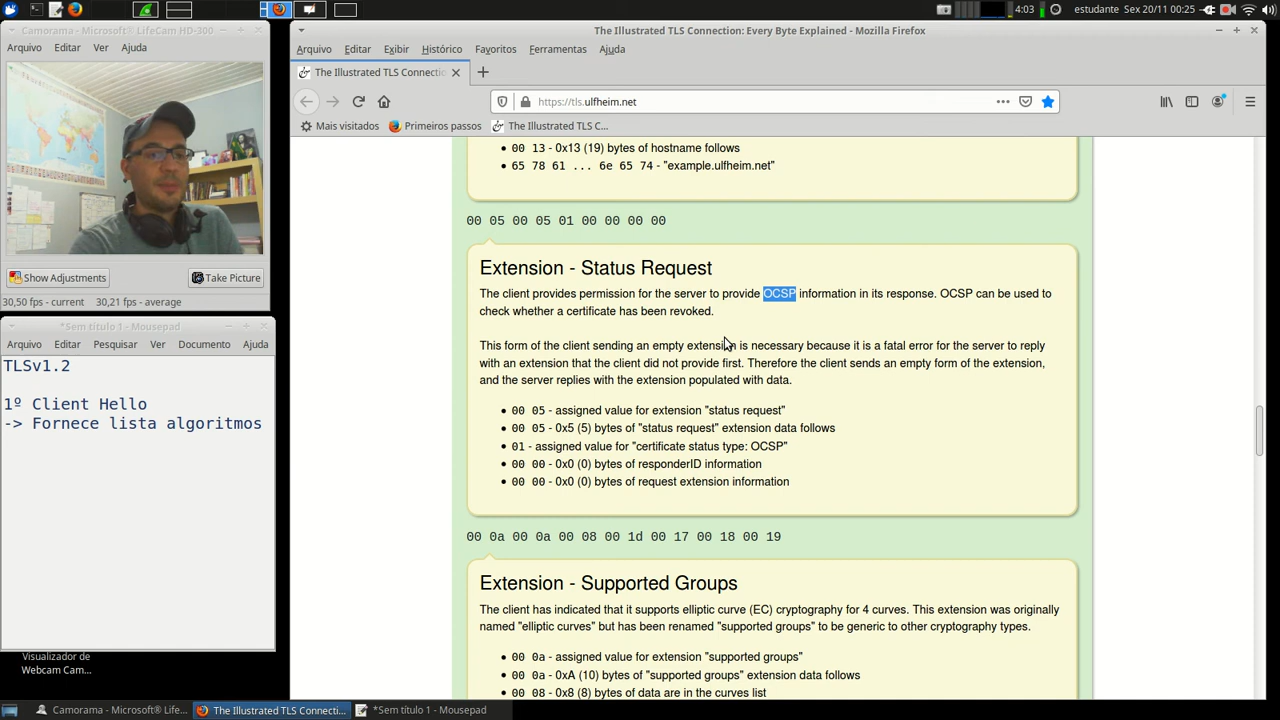 4:03
estudante
Sex 20/11 00:25
Camorama - Microsoft® LifeCam HD-300
Arquivo Editar Ver Ajuda
Show Adjustments
Take Picture
30,50 fps - current 30,21 fps - average
*Sem título 1 - Mousepad
Arquivo Editar Pesquisar Ver Documento Ajuda
TLSv1.2
1º Client Hello
-> Fornece lista algoritmos
Visualizador de
Webcam Cam...
The Illustrated TLS Connection: Every Byte Explained - Mozilla Firefox
Arquivo Editar Exibir Histórico Favoritos Ferramentas Ajuda
The Illustrated TLS Connectio
https://tls.ulfheim.net
Mais visitados
Primeiros passos
The Illustrated TLS C...
00 13 - 0x13 (19) bytes of hostname follows
65 78 61 ... 6e 65 74 - "example.ulfheim.net"
00 05 00 05 01 00 00 00 00
Extension - Status Request
The client provides permission for the server to provide OCSP information in its response. OCSP can be used to
check whether a certificate has been revoked.
This form of the client sending an empty extension is necessary because it is a fatal error for the server to reply
with an extension that the client did not provide first. Therefore the client sends an empty form of the extension,
and the server replies with the extension populated with data.
00 05 - assigned value for extension "status request"
00 05 - 0x5 (5) bytes of "status request" extension data follows
01 - assigned value for "certificate status type: OCSP"
00 00 - 0x0 (0) bytes of responderID information
00 00 - 0x0 (0) bytes of request extension information
00 0a 00 0a 00 08 00 1d 00 17 00 18 00 19
Extension - Supported Groups
The client has indicated that it supports elliptic curve (EC) cryptography for 4 curves. This extension was originally
named "elliptic curves" but has been renamed "supported groups" to be generic to other cryptography types.
00 0a - assigned value for extension "supported groups"
00 0a - 0xA (10) bytes of "supported groups" extension data follows
00 08 - 0x8 (8) bytes of data are in the curves list
Camorama - Microsoft® Life...
The Illustrated TLS Connecti...
*Sem título 1 - Mousepad